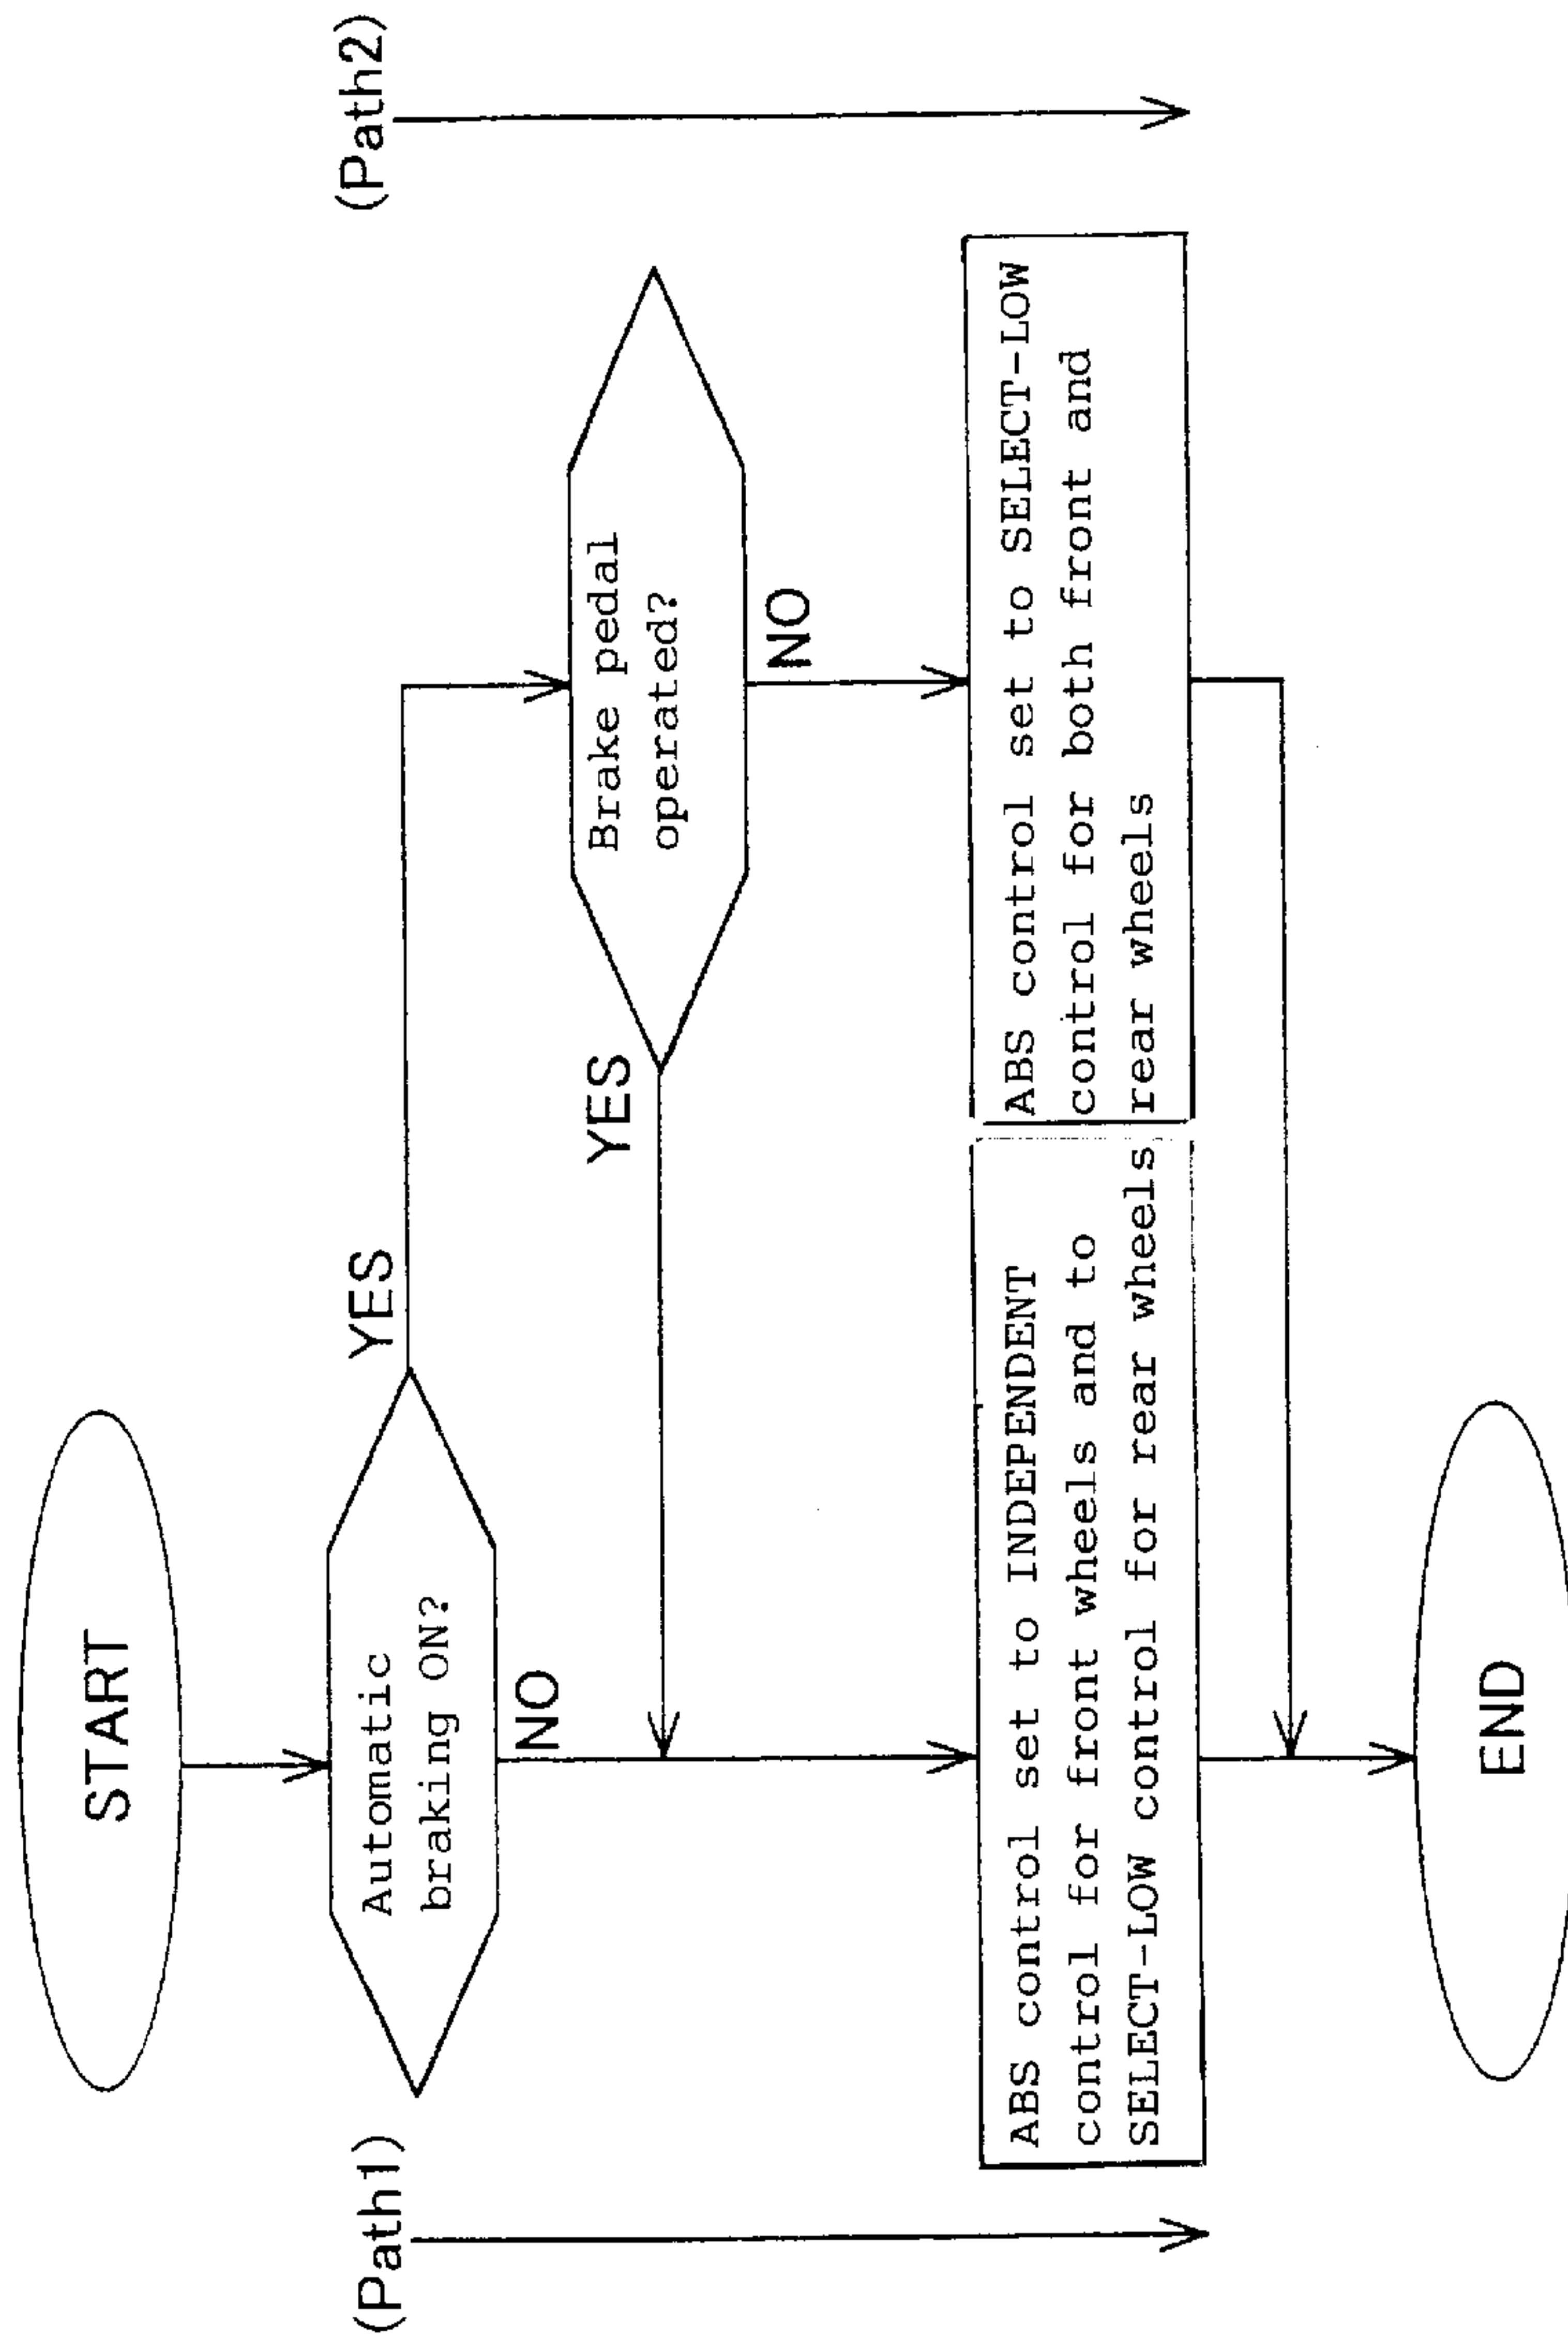 START
(Path1)
Automatic
braking ON?
YES
(Path2)
NO
Brake pedal
operated?
YES
NO
ABS control set to INDEPENDENT
control for front wheels and to
SELECT-LOW control for rear wheels
ABS control set to SELECT-LOW
control for both front and
rear wheels
END